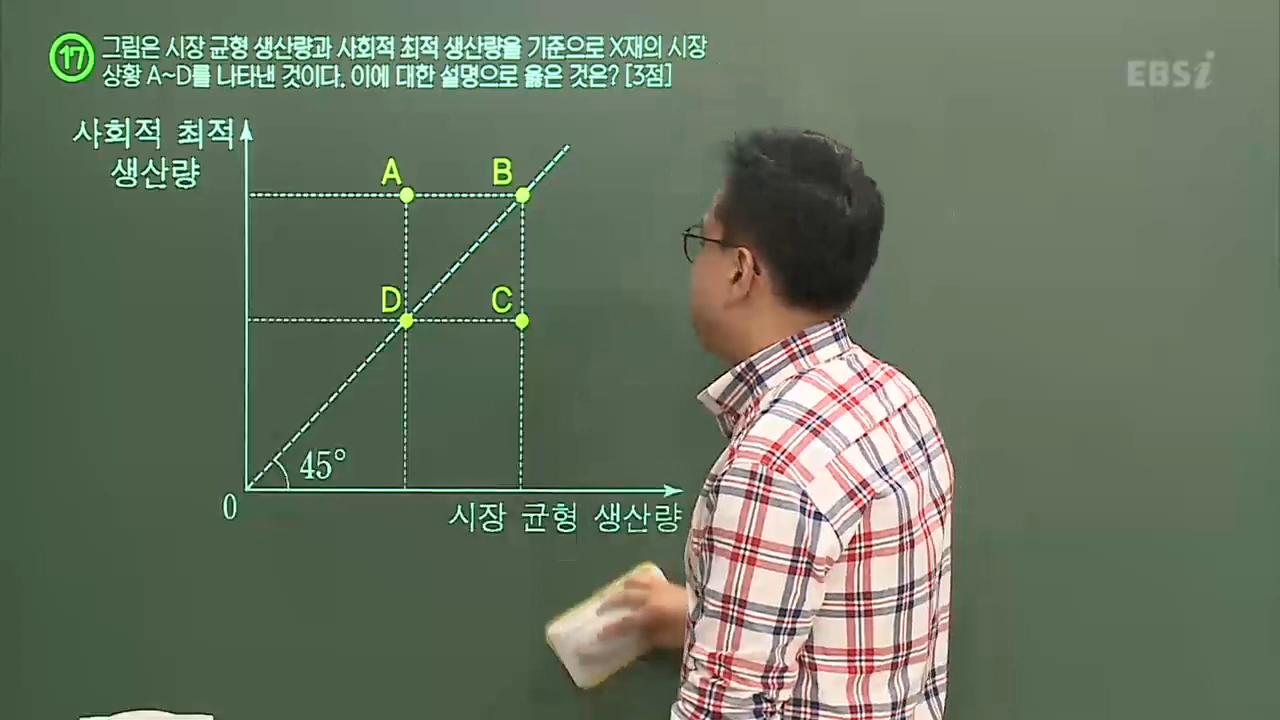 17 그림은 시장 균형 생산량과 사회적 최적 생산량을 기준으로 X재의 시장
상황 A~D를 나타낸 것이다. 이에 대한 설명으로 옳은 것은? [3점]
EBSi
사회적 최적
생산량
A
B
D
C
45°
0
시장 균형 생산량